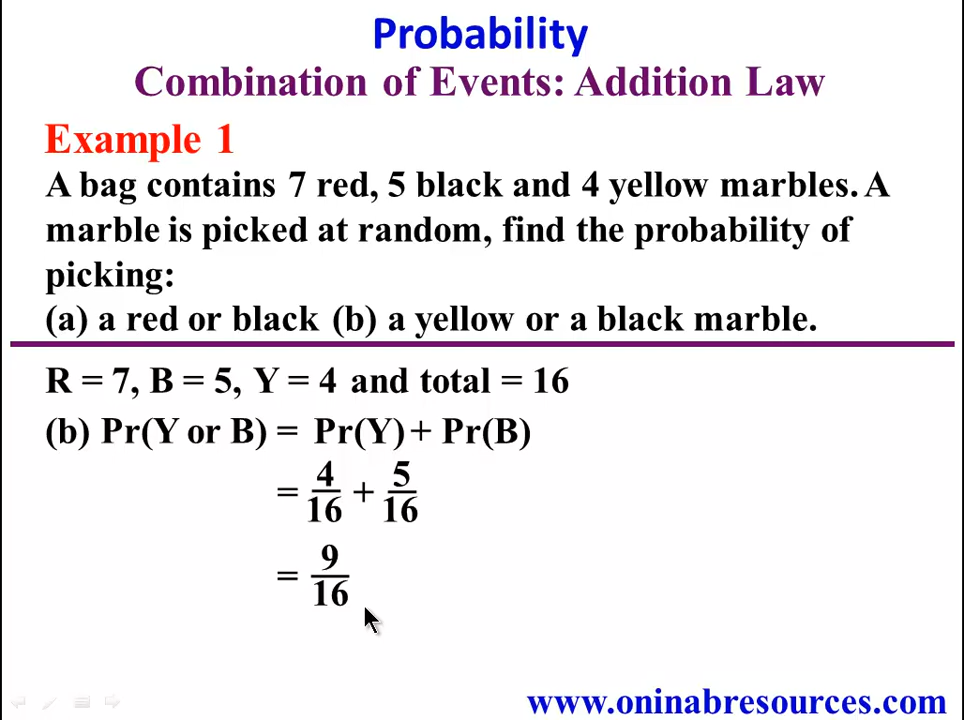 Probability
Combination of Events: Addition Law
Example 1
A bag contains 7 red, 5 black and 4 yellow marbles. A
marble is picked at random, find the probability of
picking:
(a) a red or black (b) a yellow or a black marble.
R = 7, B = 5, Y = 4 and total = 16
(b) Pr(Y or B) = Pr(Y) + Pr(B)
= 4/16 + 5/16
= 9/16
www.oninabresources.com